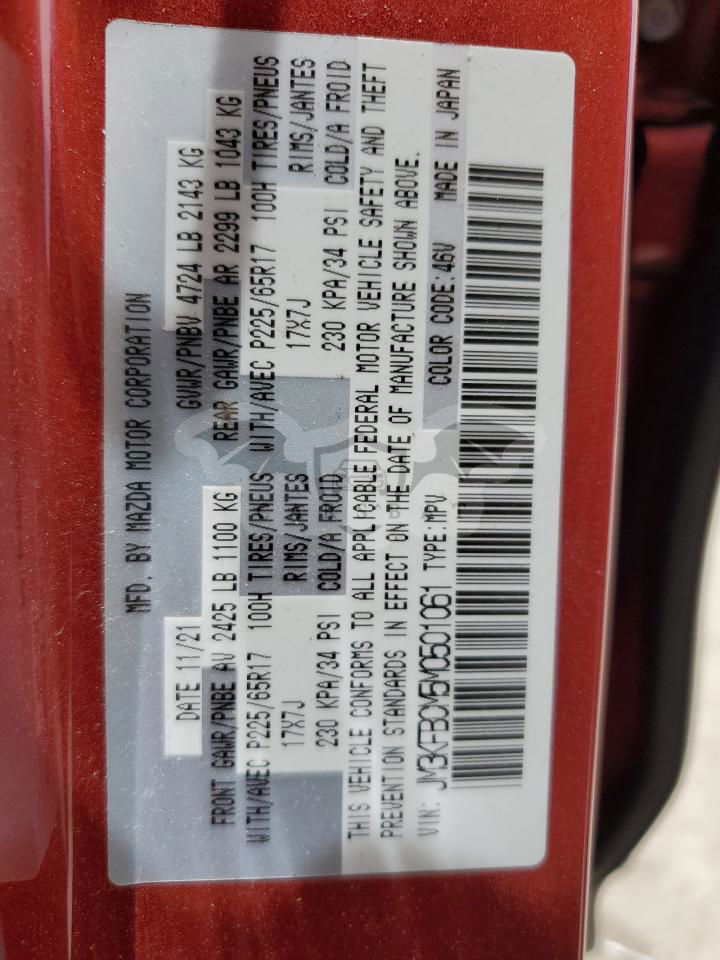 MFD. BY MAZDA MOTOR CORPORATION
DATE 11/21 GVWR/PNBV 4724 LB 2143 KG
FRONT GAWR/PNBE AV 2425 LB 1100 KG REAR GAWR/PNBE AR 2299 LB 1043 KG
WITH/AVEC P225/65R17 100H TIRES/PNEUS WITH/AVEC P225/65R17 100H TIRES/PNEUS
17X7J RIMS/JANTES 17X7J RIMS/JANTES
230 KPA/34 PSI COLD/A FROID 230 KPA/34 PSI COLD/A FROID
THIS VEHICLE CONFORMS TO ALL APPLICABLE FEDERAL MOTOR VEHICLE SAFETY AND THEFT
PREVENTION STANDARDS IN EFFECT ON THE DATE OF MANUFACTURE SHOWN ABOVE.
VIN: JM3KFBCM5M0501061 TYPE:MPV COLOR CODE:46V MADE IN JAPAN